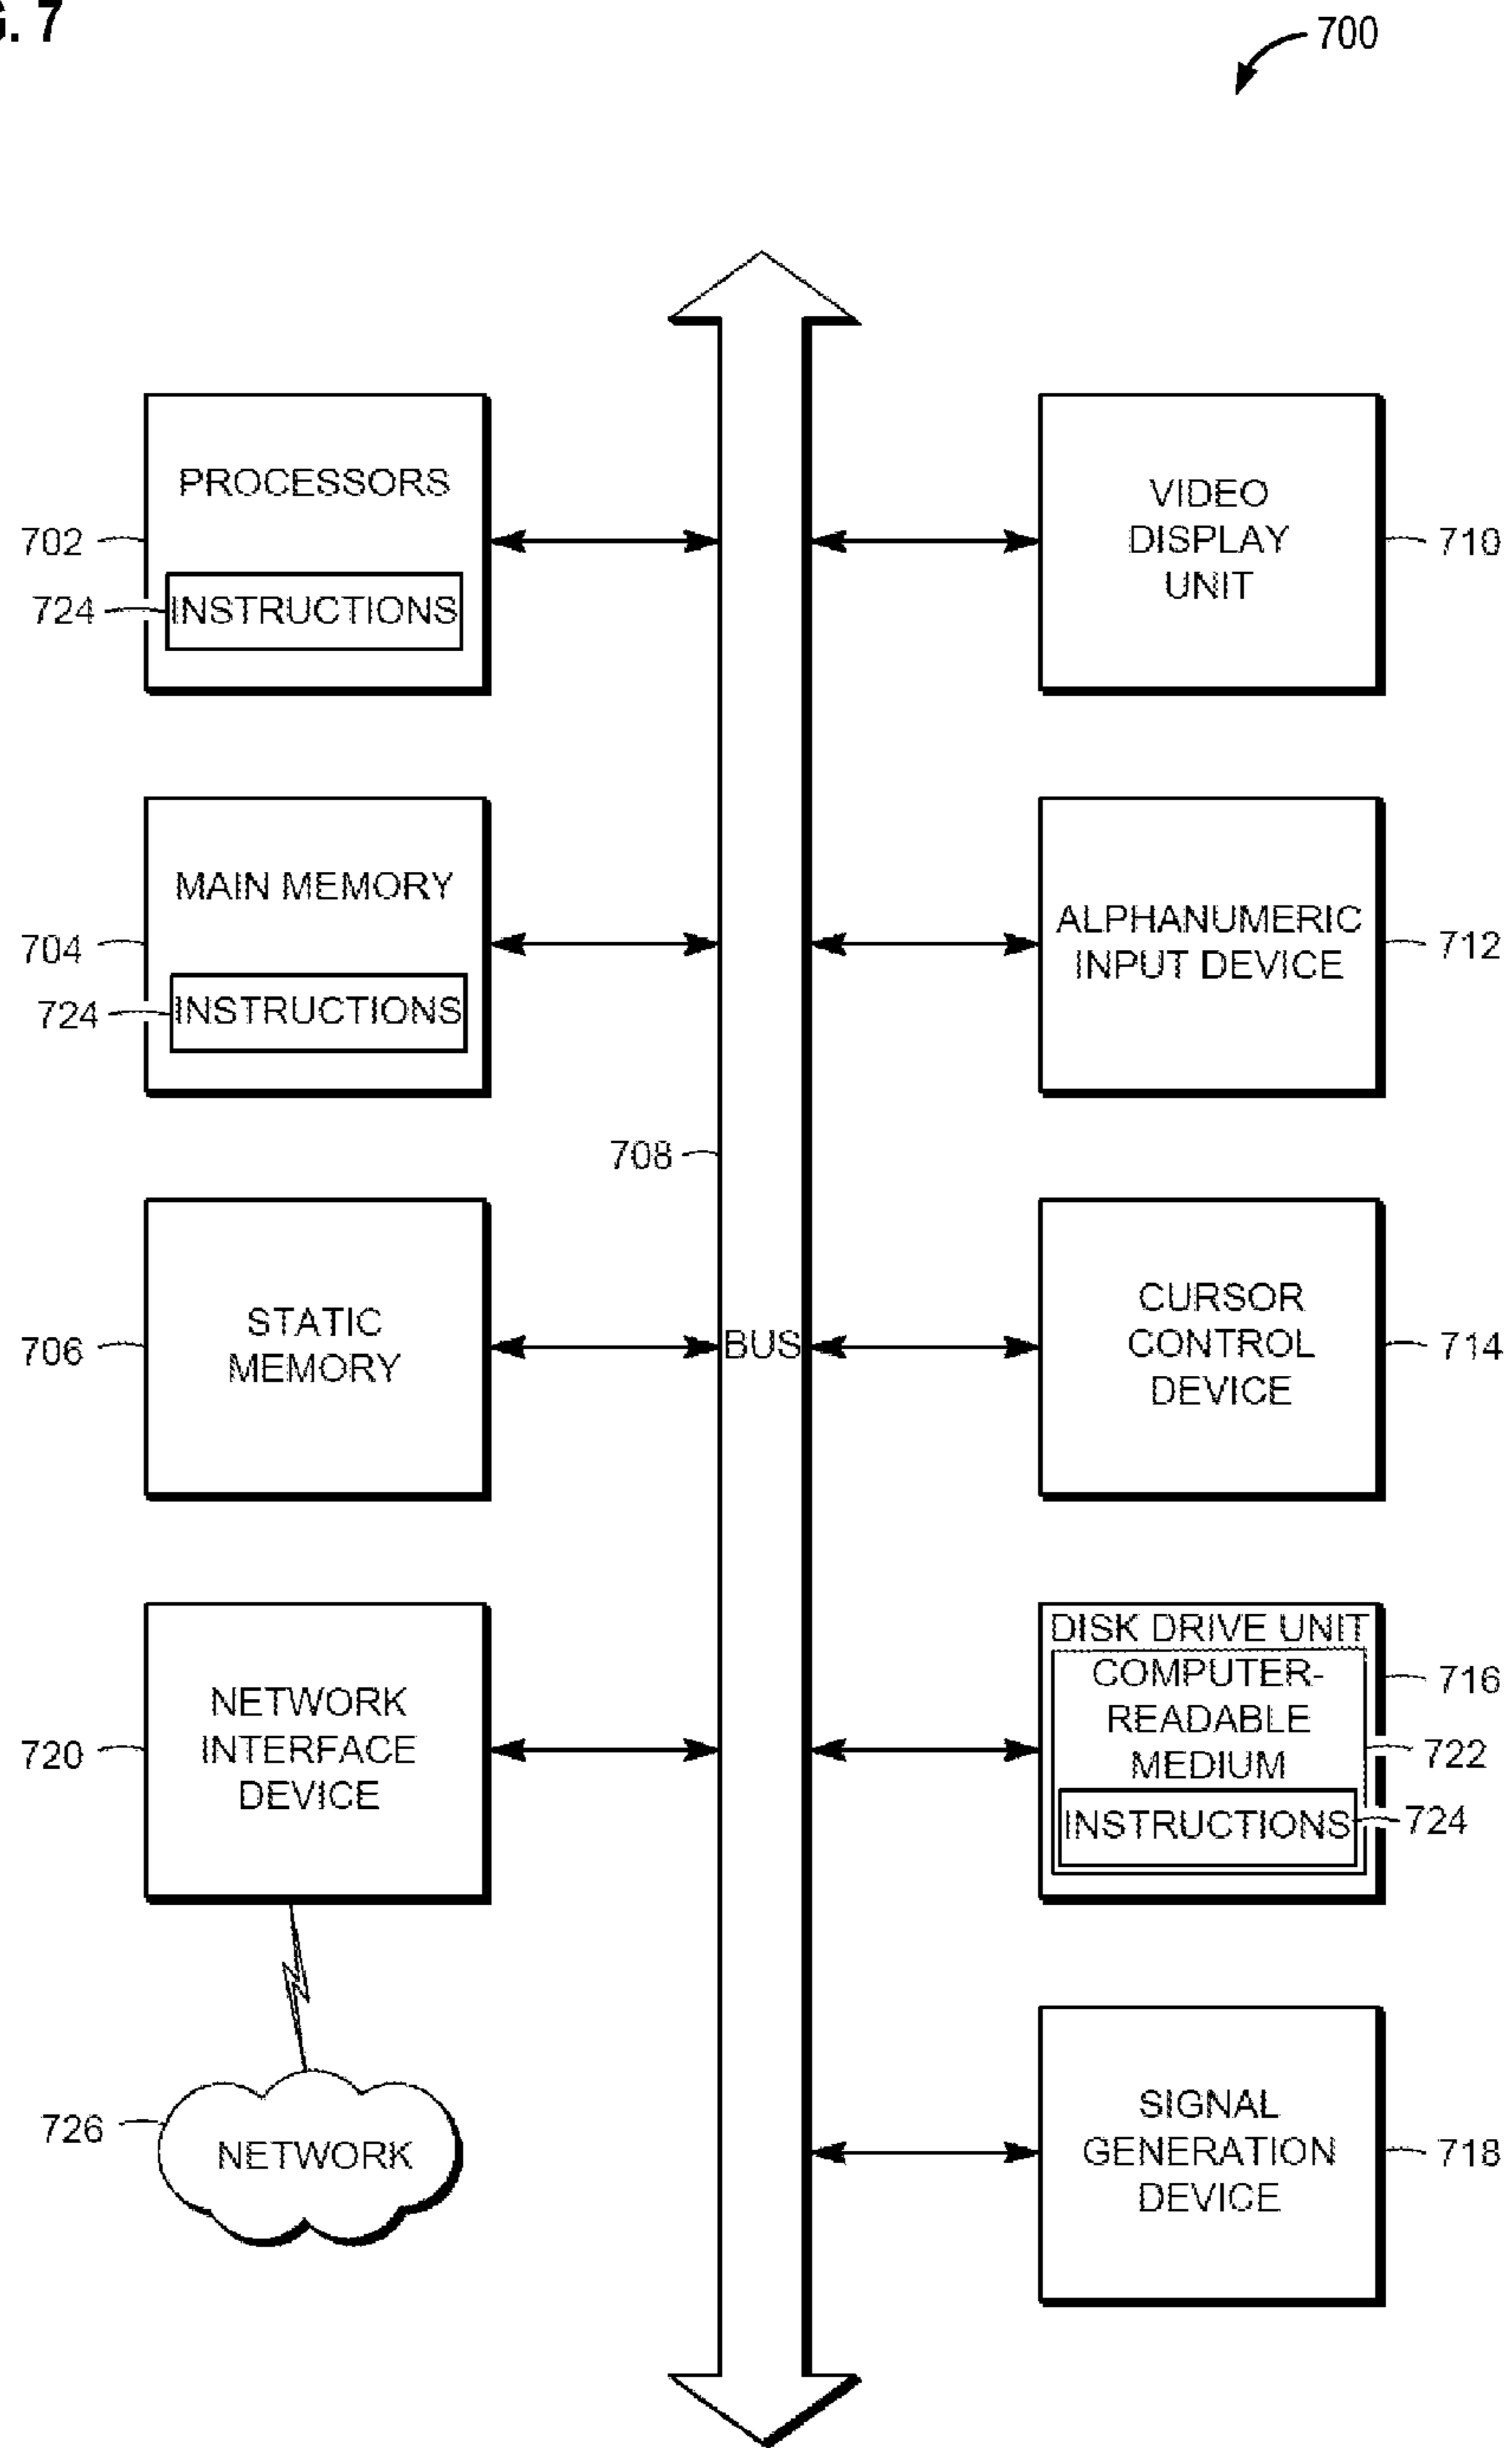 G. 7
700
PROCESSORS
702
724
INSTRUCTIONS
VIDEO
DISPLAY
UNIT
710
MAIN MEMORY
704
724
INSTRUCTIONS
ALPHANUMERIC
INPUT DEVICE
712
708
STATIC
MEMORY
706
BUS
CURSOR
CONTROL
DEVICE
714
NETWORK
INTERFACE
DEVICE
720
DISK DRIVE UNIT
COMPUTER-
READABLE
MEDIUM
INSTRUCTIONS
716
722
724
726
NETWORK
SIGNAL
GENERATION
DEVICE
718